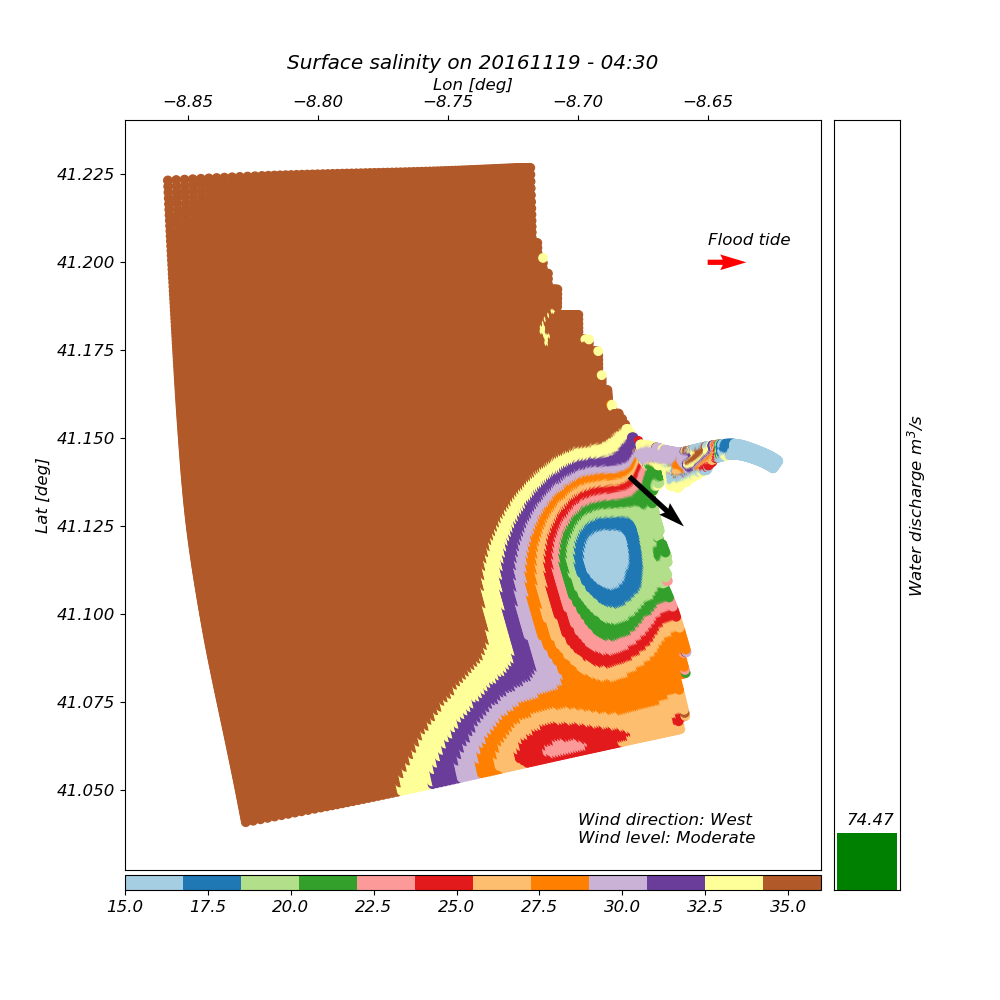 Surface salinity on 20161119 - 04:30
Lon [deg]
−8.85 −8.80 −8.75 −8.70 −8.65
41.225
41.200
41.175
41.150
41.125
41.100
41.075
41.050
Lat [deg]
Flood tide
Wind direction: West
Wind level: Moderate
74.47
Water discharge m³/s
15.0 17.5 20.0 22.5 25.0 27.5 30.0 32.5 35.0